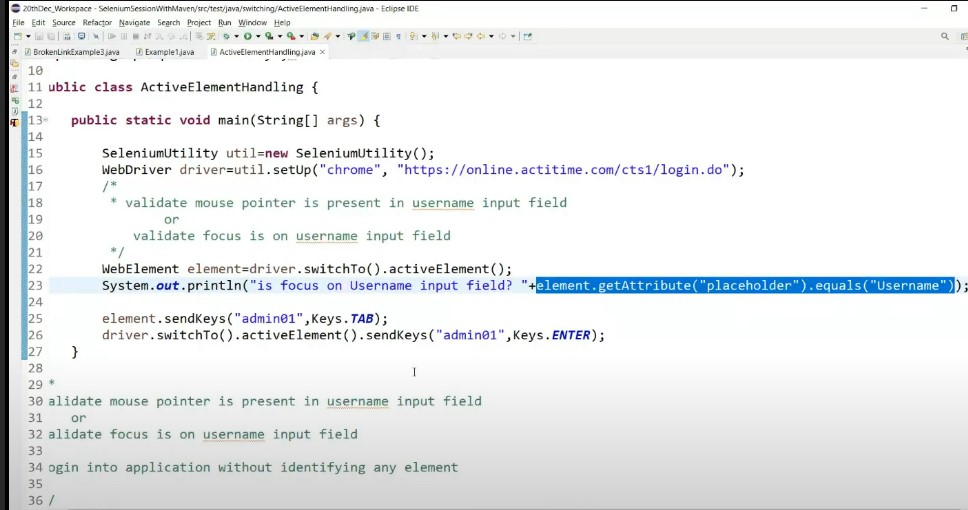 20thDec_Workspace - SeleniumSessionWithMaven/src/test/java/switching/ActiveElementHandling.java - Eclipse IDE
File Edit Source Refactor Navigate Search Project Run Window Help
BrokenLinkExample3.java Example1.java ActiveElementHandling.java
10
11 ublic class ActiveElementHandling {
12
13 public static void main(String[] args) {
14
15 SeleniumUtility util=new SeleniumUtility();
16 WebDriver driver=util.setUp("chrome", "https://online.actitime.com/cts1/login.do");
17 /*
18 * validate mouse pointer is present in username input field
19 or
20 validate focus is on username input field
21 */
22 WebElement element=driver.switchTo().activeElement();
23 System.out.println("is focus on Username input field? "+element.getAttribute("placeholder").equals("Username"));
24
25 element.sendKeys("admin01",Keys.TAB);
26 driver.switchTo().activeElement().sendKeys("admin01",Keys.ENTER);
27 }
28
29 *
30 alidate mouse pointer is present in username input field
31 or
32 alidate focus is on username input field
33
34 ogin into application without identifying any element
35
36 /